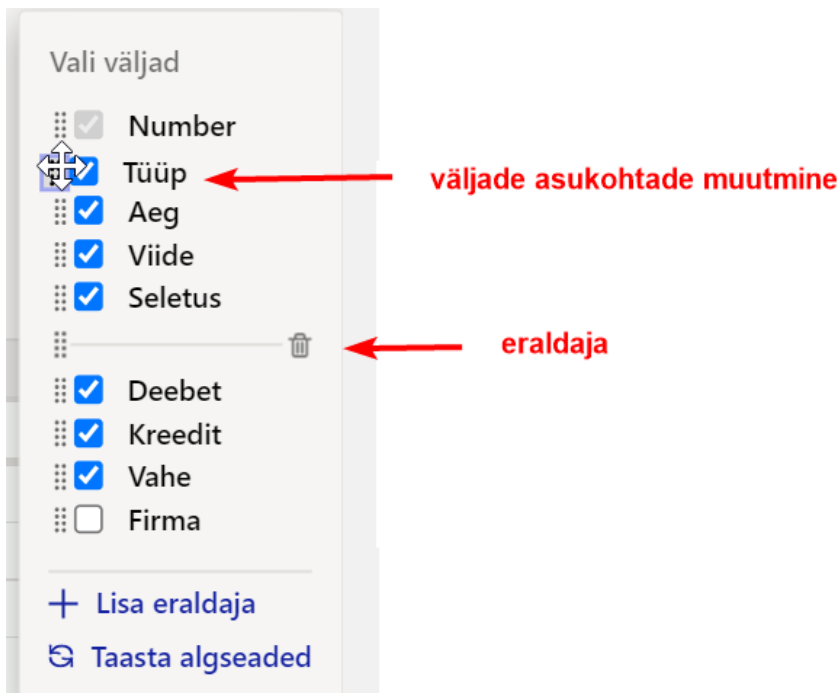 Vali väljad
Number
Tüüp
väljade asukohtade muutmine
Aeg
Viide
Seletus
eraldaja
Deebet
Kreedit
Vahe
Firma
Lisa eraldaja
Taasta algseaded